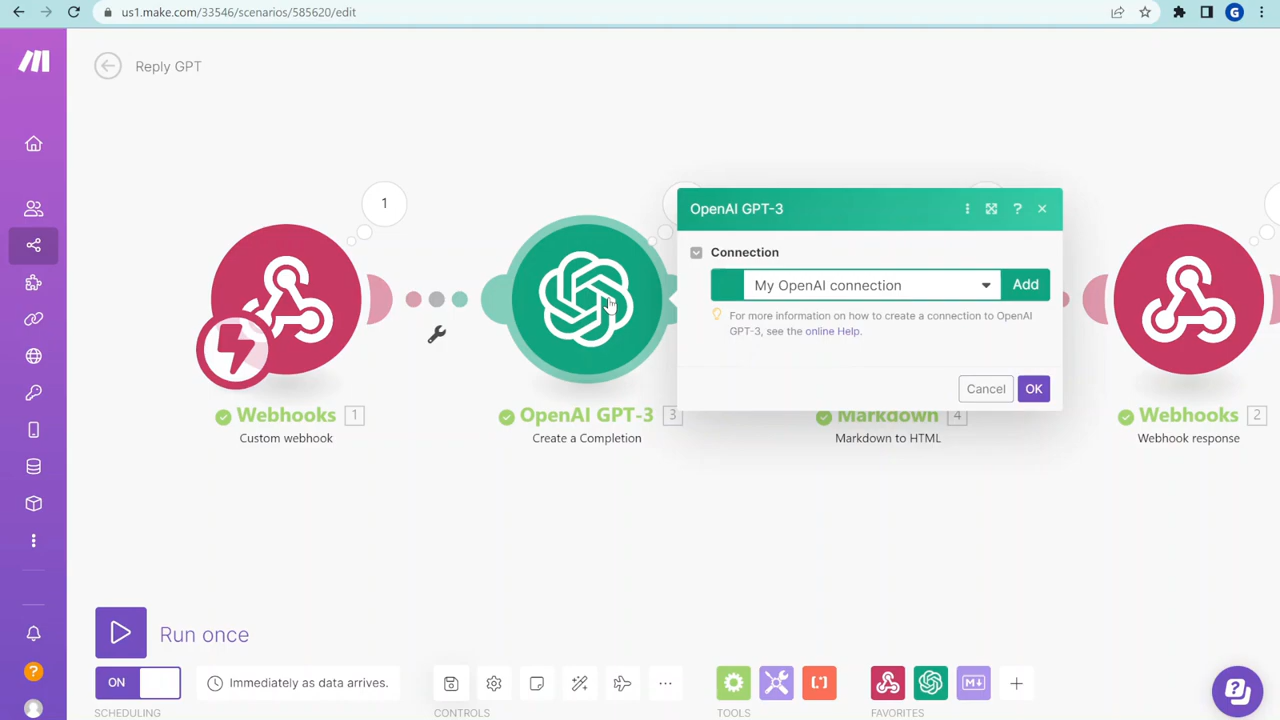 us1.make.com/33546/scenarios/585620/edit
G
Reply GPT
1
OpenAI GPT-3
?
Connection
My OpenAI connection
Add
For more information on how to create a connection to OpenAI
GPT-3, see the online Help.
Cancel
OK
Webhooks 1
Custom webhook
OpenAI GPT-3 3
Create a Completion
Markdown 4
Markdown to HTML
Webhooks 2
Webhook response
Run once
ON
Immediately as data arrives.
SCHEDULING
CONTROLS
TOOLS
FAVORITES
?
?